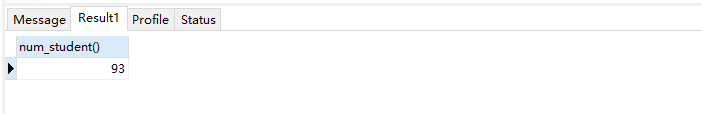 Message Result1 Profile Status
num_student()
93